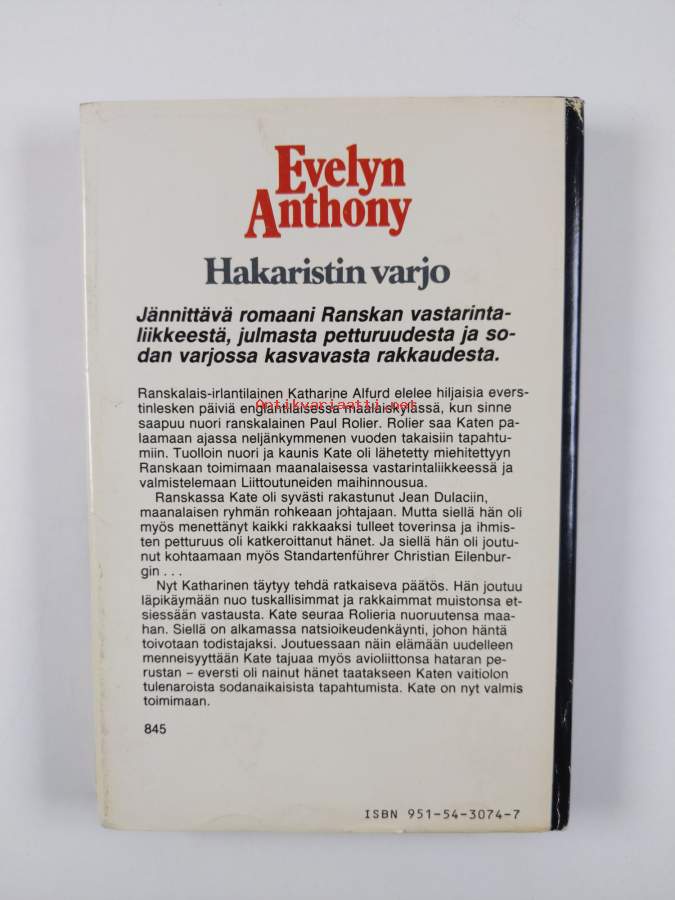 Evelyn
Anthony
Hakaristin varjo
Jännittävä romaani Ranskan vastarinta-
liikkeestä, julmasta petturuudesta ja so-
dan varjossa kasvavasta rakkaudesta.
Ranskalais-irlantilainen Katharine Alfurd elelee hiljaisia evers-
tinlesken päiviä englantilaisessa maalaiskylässä, kun sinne
Antikvariaatti.net
saapuu nuori ranskalainen Paul Rolier. Rolier saa Katen pa-
laamaan ajassa neljänkymmenen vuoden takaisiin tapahtu-
miin. Tuolloin nuori ja kaunis Kate oli lähetetty miehitettyyn
Ranskaan toimimaan maanalaisessa vastarintaliikkeessä ja
valmistelemaan Liittoutuneiden maihinnousua.
Ranskassa Kate oli syvästi rakastunut Jean Dulaciin,
maanalaisen ryhmän rohkeaan johtajaan. Mutta siellä hän oli
myös menettänyt kaikki rakkaaksi tulleet toverinsa ja ihmis-
ten petturuus oli katkeroittanut hänet. Ja siellä hän oli joutu-
nut kohtaamaan myös Standartenführer Christian Eilenbur-
gin . . .
Nyt Katharinen täytyy tehdä ratkaiseva päätös. Hän joutuu
läpikäymään nuo tuskallisimmat ja rakkaimmat muistonsa et-
siessään vastausta. Kate seuraa Rolieria nuoruutensa maa-
han. Siellä on alkamassa natsioikeudenkäynti, johon häntä
toivotaan todistajaksi. Joutuessaan näin elämään uudelleen
menneisyyttään Kate tajuaa myös avioliittonsa hataran pe-
rustan – eversti oli nainut hänet taatakseen Katen vaitiolon
tulenaroista sodanaikaisista tapahtumista. Kate on nyt valmis
toimimaan.
845
ISBN 951-54-3074-7